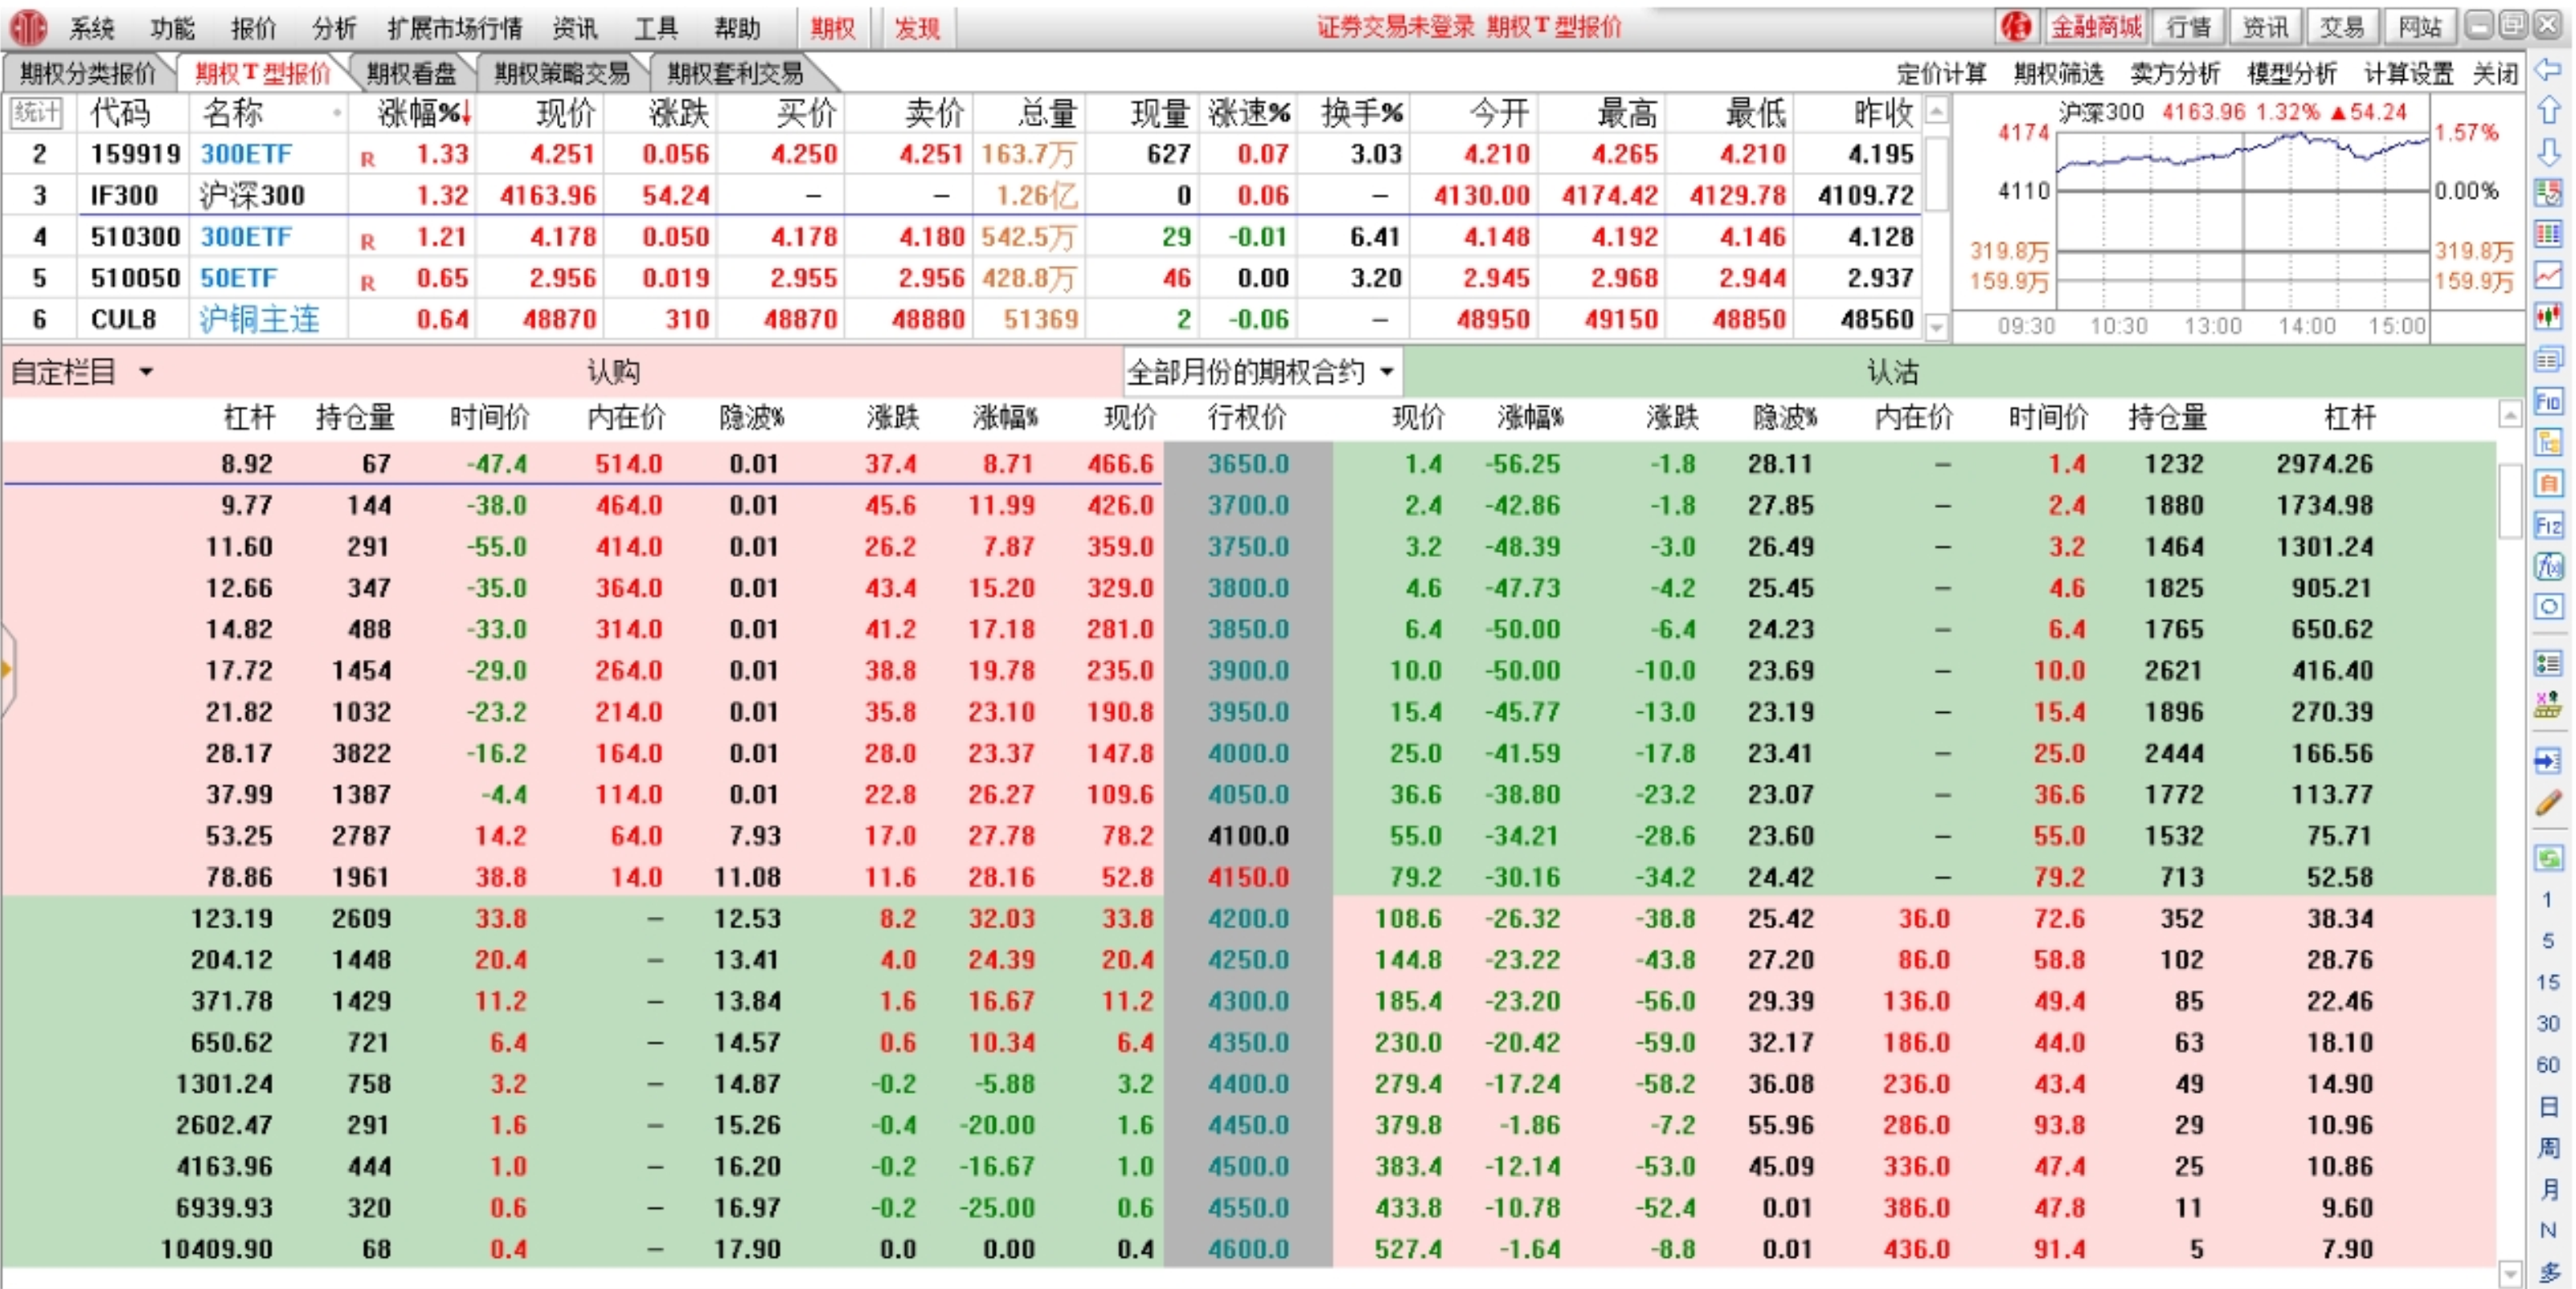 系统 功能 报价 分析 扩展市场行情 资讯 工具 帮助 期权 发现 证券交易未登录 期权T型报价 信 金融商城 行情 资讯 交易 网站
期权分类报价 期权T型报价 期权看盘 期权策略交易 期权套利交易 定价计算 期权筛选 卖方分析 模型分析 计算设置 关闭
统计 代码 名称 涨幅%↓ 现价 涨跌 买价 卖价 总量 现量 涨速% 换手% 今开 最高 最低 昨收
2 159919 300ETF R 1.33 4.251 0.056 4.250 4.251 163.7万 627 0.07 3.03 4.210 4.265 4.210 4.195
3 IF300 沪深300 1.32 4163.96 54.24 – – 1.26亿 0 0.06 – 4130.00 4174.42 4129.78 4109.72
4 510300 300ETF R 1.21 4.178 0.050 4.178 4.180 542.5万 29 -0.01 6.41 4.148 4.192 4.146 4.128
5 510050 50ETF R 0.65 2.956 0.019 2.955 2.956 428.8万 46 0.00 3.20 2.945 2.968 2.944 2.937
6 CUL8 沪铜主连 0.64 48870 310 48870 48880 51369 2 -0.06 – 48950 49150 48850 48560
沪深300 4163.96 1.32% ▲54.24
4174 1.57%
4110 0.00%
319.8万 319.8万
159.9万 159.9万
09:30 10:30 13:00 14:00 15:00
自定栏目 认购 全部月份的期权合约 认沽
杠杆 持仓量 时间价 内在价 隐波% 涨跌 涨幅% 现价 行权价 现价 涨幅% 涨跌 隐波% 内在价 时间价 持仓量 杠杆
8.92 67 -47.4 514.0 0.01 37.4 8.71 466.6 3650.0 1.4 -56.25 -1.8 28.11 – 1.4 1232 2974.26
9.77 144 -38.0 464.0 0.01 45.6 11.99 426.0 3700.0 2.4 -42.86 -1.8 27.85 – 2.4 1880 1734.98
11.60 291 -55.0 414.0 0.01 26.2 7.87 359.0 3750.0 3.2 -48.39 -3.0 26.49 – 3.2 1464 1301.24
12.66 347 -35.0 364.0 0.01 43.4 15.20 329.0 3800.0 4.6 -47.73 -4.2 25.45 – 4.6 1825 905.21
14.82 488 -33.0 314.0 0.01 41.2 17.18 281.0 3850.0 6.4 -50.00 -6.4 24.23 – 6.4 1765 650.62
17.72 1454 -29.0 264.0 0.01 38.8 19.78 235.0 3900.0 10.0 -50.00 -10.0 23.69 – 10.0 2621 416.40
21.82 1032 -23.2 214.0 0.01 35.8 23.10 190.8 3950.0 15.4 -45.77 -13.0 23.19 – 15.4 1896 270.39
28.17 3822 -16.2 164.0 0.01 28.0 23.37 147.8 4000.0 25.0 -41.59 -17.8 23.41 – 25.0 2444 166.56
37.99 1387 -4.4 114.0 0.01 22.8 26.27 109.6 4050.0 36.6 -38.80 -23.2 23.07 – 36.6 1772 113.77
53.25 2787 14.2 64.0 7.93 17.0 27.78 78.2 4100.0 55.0 -34.21 -28.6 23.60 – 55.0 1532 75.71
78.86 1961 38.8 14.0 11.08 11.6 28.16 52.8 4150.0 79.2 -30.16 -34.2 24.42 – 79.2 713 52.58
123.19 2609 33.8 – 12.53 8.2 32.03 33.8 4200.0 108.6 -26.32 -38.8 25.42 36.0 72.6 352 38.34
204.12 1448 20.4 – 13.41 4.0 24.39 20.4 4250.0 144.8 -23.22 -43.8 27.20 86.0 58.8 102 28.76
371.78 1429 11.2 – 13.84 1.6 16.67 11.2 4300.0 185.4 -23.20 -56.0 29.39 136.0 49.4 85 22.46
650.62 721 6.4 – 14.57 0.6 10.34 6.4 4350.0 230.0 -20.42 -59.0 32.17 186.0 44.0 63 18.10
1301.24 758 3.2 – 14.87 -0.2 -5.88 3.2 4400.0 279.4 -17.24 -58.2 36.08 236.0 43.4 49 14.90
2602.47 291 1.6 – 15.26 -0.4 -20.00 1.6 4450.0 379.8 -1.86 -7.2 55.96 286.0 93.8 29 10.96
4163.96 444 1.0 – 16.20 -0.2 -16.67 1.0 4500.0 383.4 -12.14 -53.0 45.09 336.0 47.4 25 10.86
6939.93 320 0.6 – 16.97 -0.2 -25.00 0.6 4550.0 433.8 -10.78 -52.4 0.01 386.0 47.8 11 9.60
10409.90 68 0.4 – 17.90 0.0 0.00 0.4 4600.0 527.4 -1.64 -8.8 0.01 436.0 91.4 5 7.90
F10
自
F12
f(x)
1
5
15
30
60
日
周
月
N
多